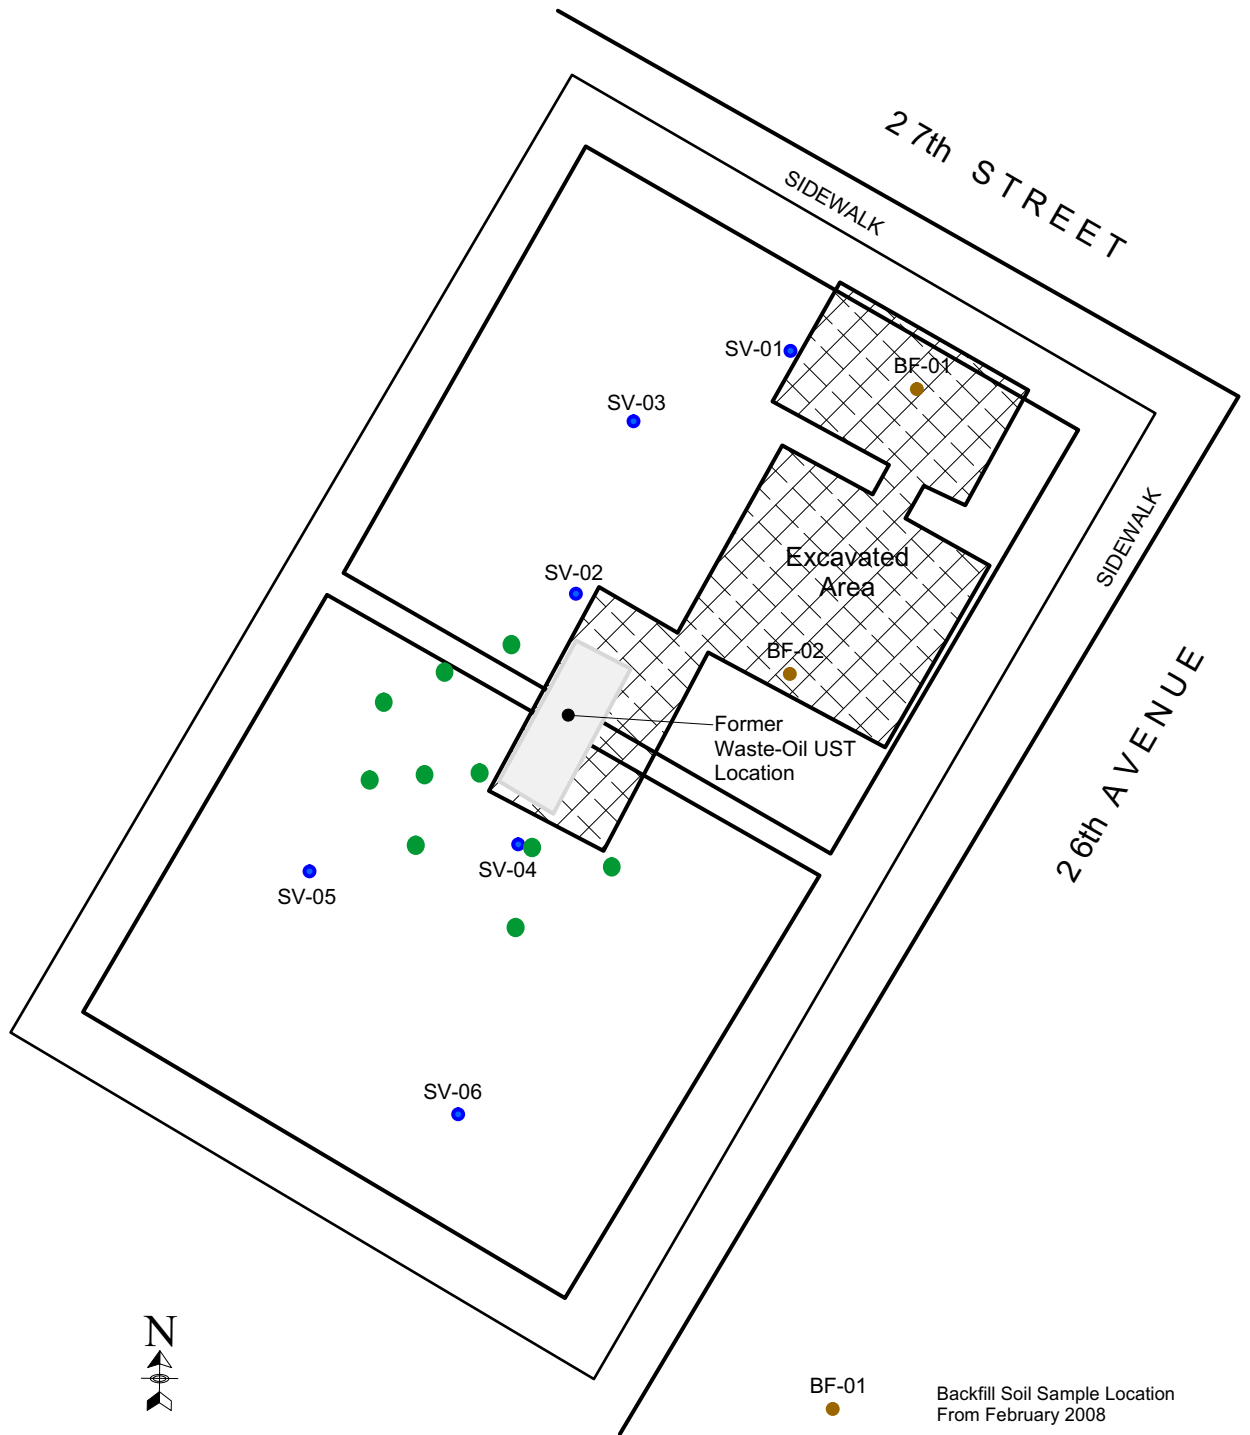 27th STREET
SIDEWALK
SV-01
BF-01
SV-03
SIDEWALK
Excavated
Area
SV-02
BF-02
26th AVENUE
Former
Waste-Oil UST
Location
SV-04
SV-05
SV-06
N
BF-01
Backfill Soil Sample Location
From February 2008